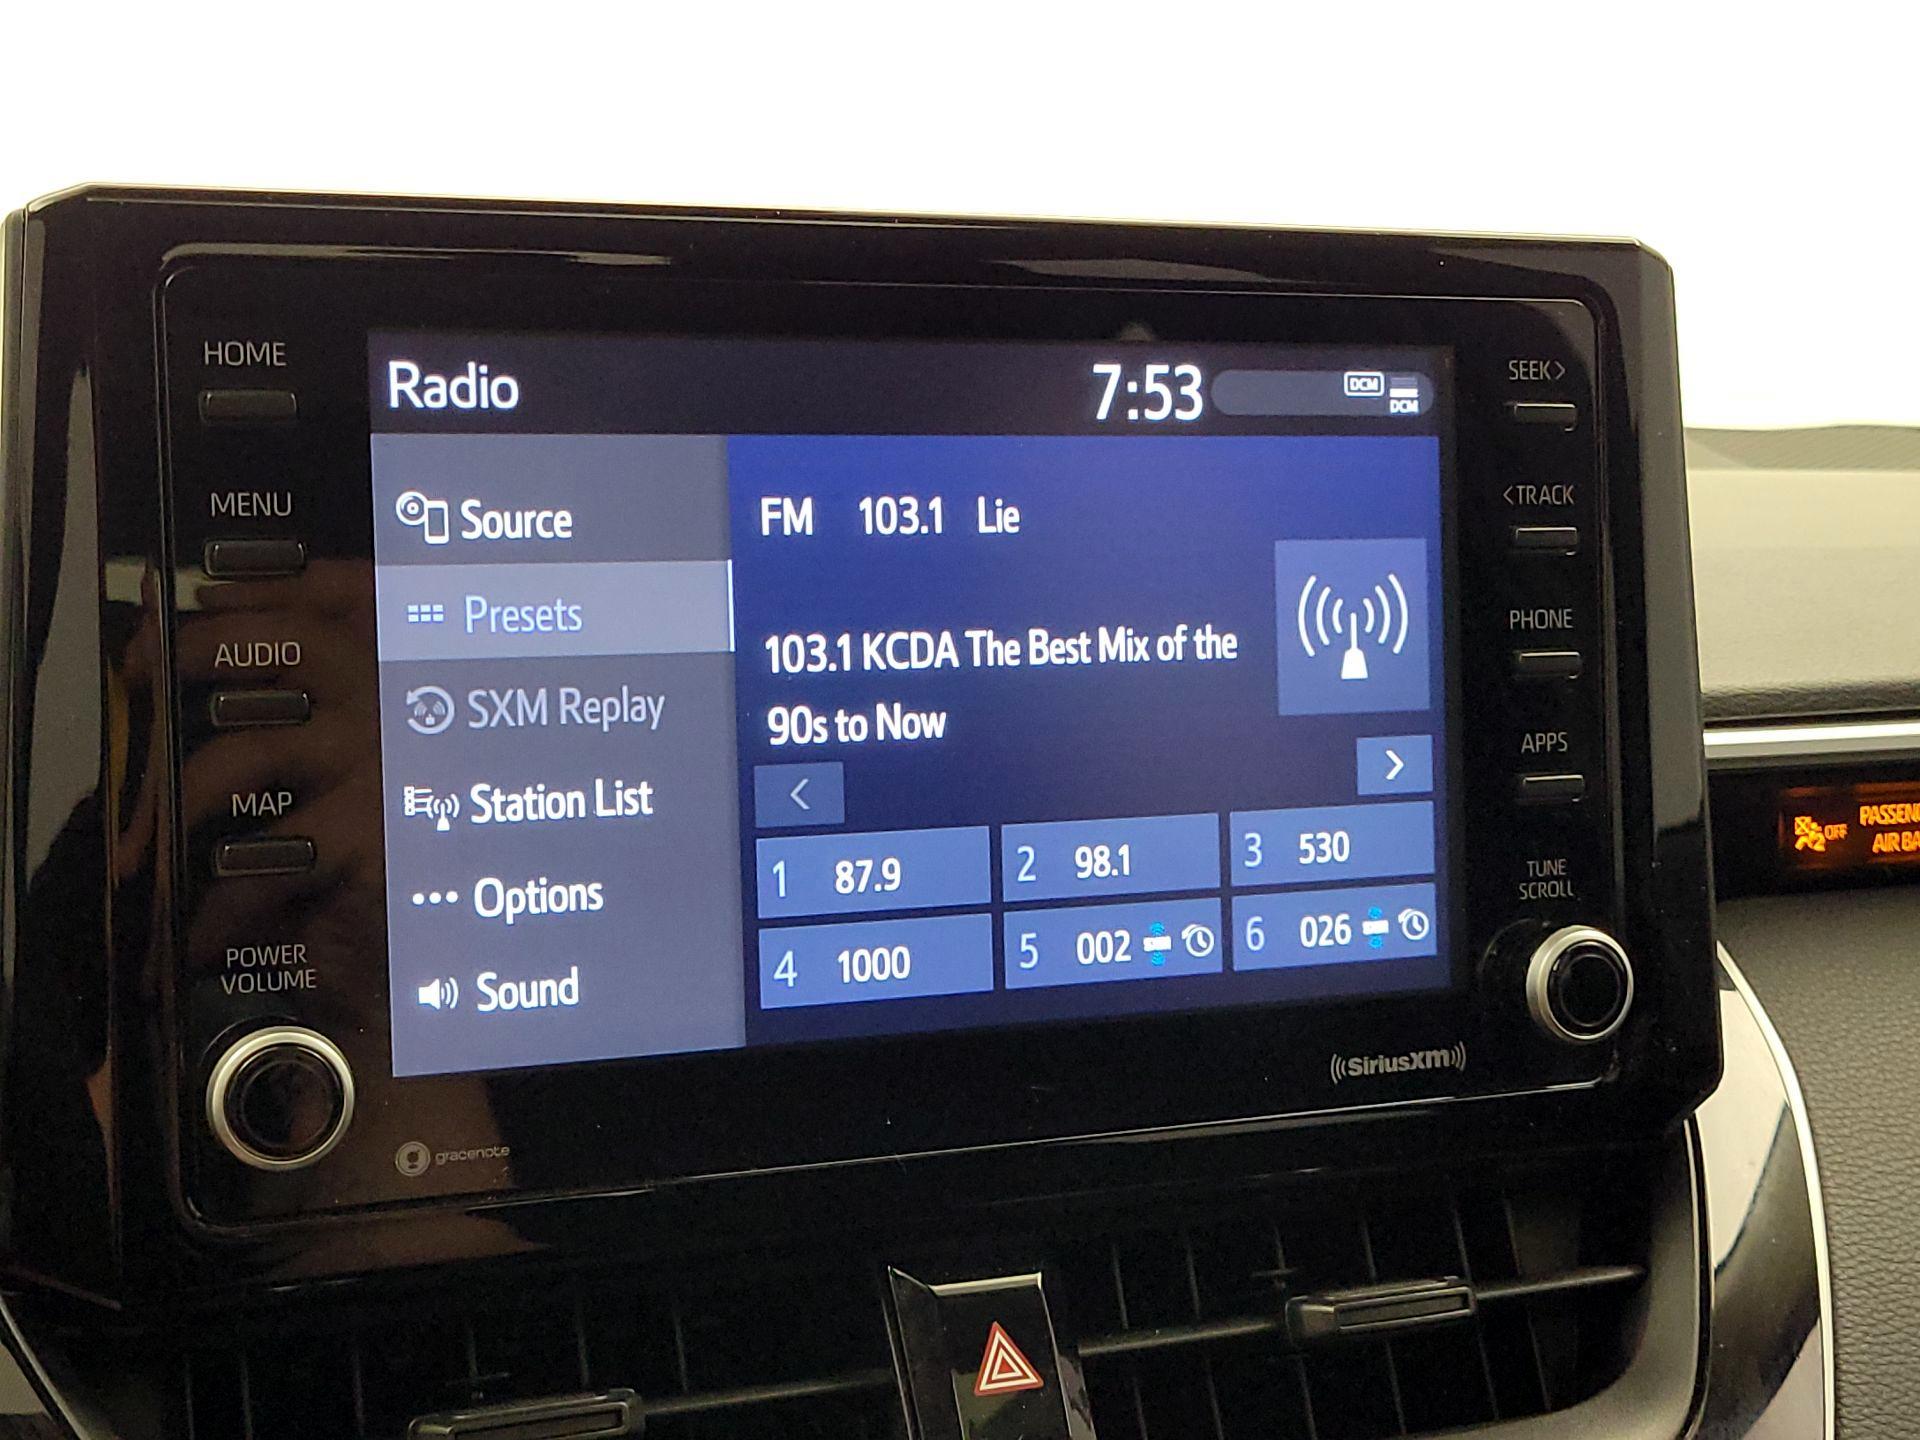 HOME
MENU
AUDIO
MAP
POWER
VOLUME
Radio
7:53
DCM
DCM
Source
Presets
SXM Replay
Station List
Options
Sound
FM 103.1 Lie
103.1 KCDA The Best Mix of the
90s to Now
<
>
1 87.9
2 98.1
3 530
4 1000
5 002
6 026
SEEK>
<TRACK
PHONE
APPS
TUNE
SCROLL
gracenote
SiriusXM
OFF